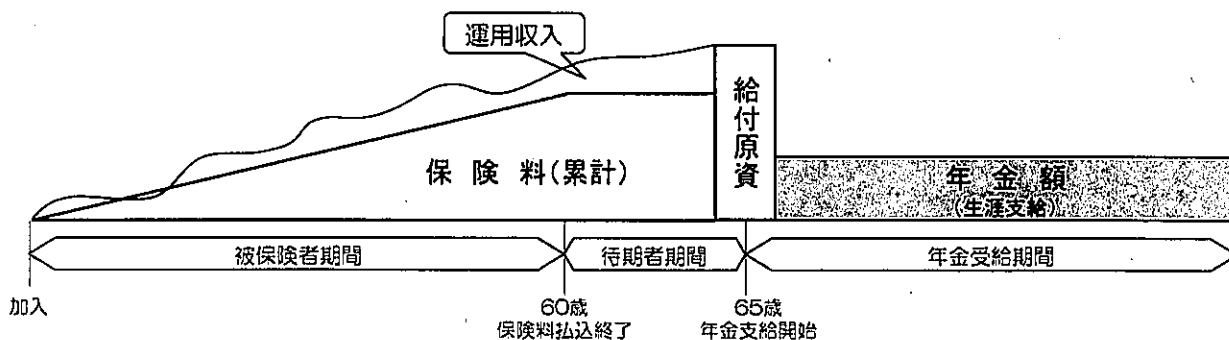 運用収入
給付原資
保険料(累計)
年金額
(生涯支給)
被保険者期間
待期者期間
年金受給期間
加入
60歳
保険料払込終了
65歳
年金支給開始